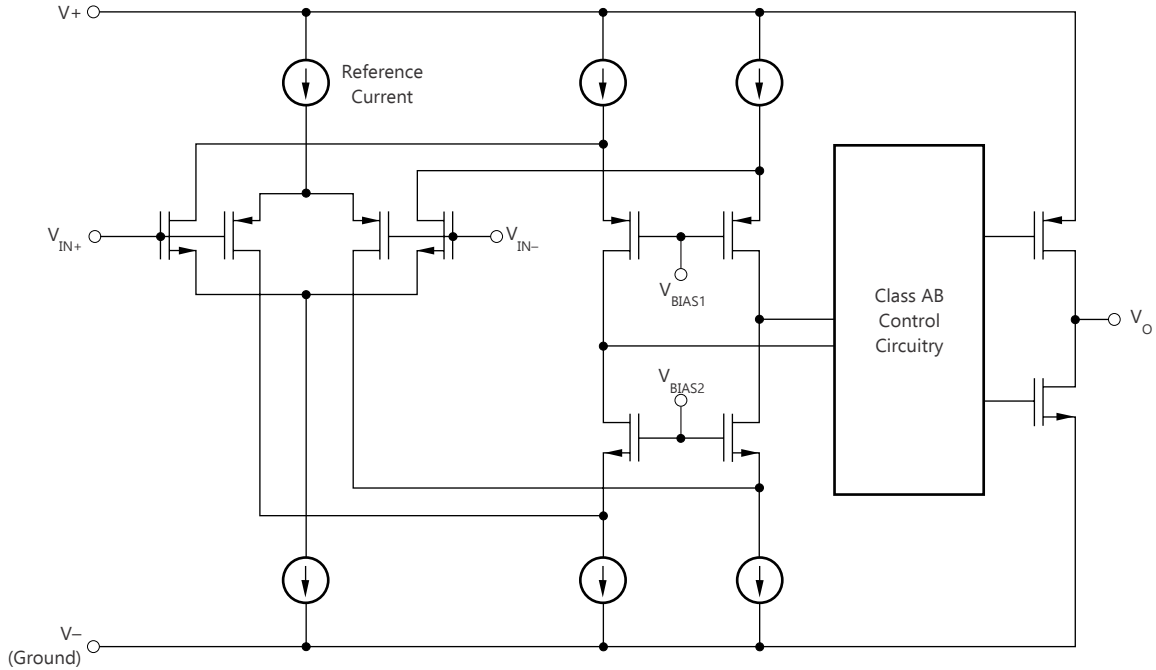 V+
Reference
Current
V_IN+
V_IN–
V_BIAS1
Class AB
Control
Circuitry
V_O
V_BIAS2
V–
(Ground)